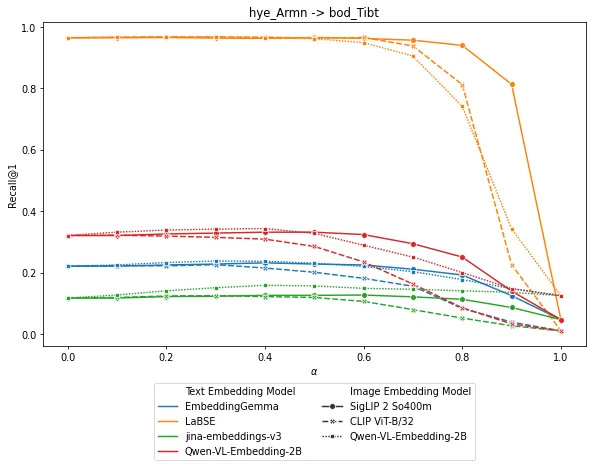 hye_Armn -> bod_Tibt
Recall@1
1.0
0.8
0.6
0.4
0.2
0.0
0.0 0.2 0.4 0.6 0.8 1.0
α
Text Embedding Model Image Embedding Model
EmbeddingGemma SigLIP 2 So400m
LaBSE CLIP ViT-B/32
jina-embeddings-v3 Qwen-VL-Embedding-2B
Qwen-VL-Embedding-2B